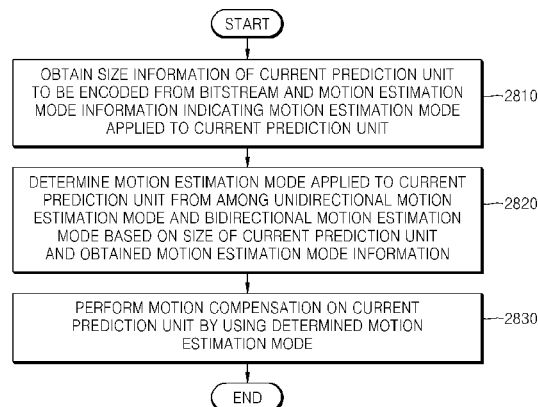 START
OBTAIN SIZE INFORMATION OF CURRENT PREDICTION UNIT
TO BE ENCODED FROM BITSTREAM AND MOTION ESTIMATION
MODE INFORMATION INDICATING MOTION ESTIMATION MODE
APPLIED TO CURRENT PREDICTION UNIT
2810
DETERMINE MOTION ESTIMATION MODE APPLIED TO CURRENT
PREDICTION UNIT FROM AMONG UNIDIRECTIONAL MOTION
ESTIMATION MODE AND BIDIRECTIONAL MOTION ESTIMATION
MODE BASED ON SIZE OF CURRENT PREDICTION UNIT
AND OBTAINED MOTION ESTIMATION MODE INFORMATION
2820
PERFORM MOTION COMPENSATION ON CURRENT
PREDICTION UNIT BY USING DETERMINED MOTION
ESTIMATION MODE
2830
END